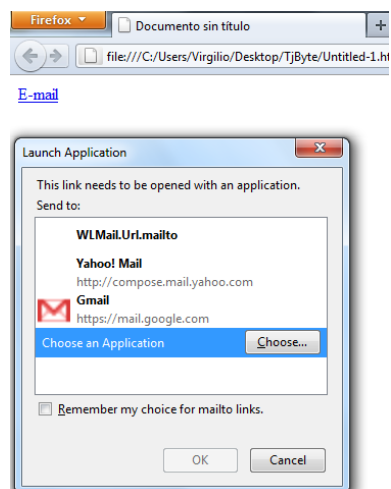 Firefox
Documento sin título
file:///C:/Users/Virgilio/Desktop/TjByte/Untitled-1.ht
E-mail
Launch Application
This link needs to be opened with an application.
Send to:
WLMail.Url.mailto
Yahoo! Mail
http://compose.mail.yahoo.com
Gmail
https://mail.google.com
Choose an Application
Choose...
Remember my choice for mailto links.
OK
Cancel